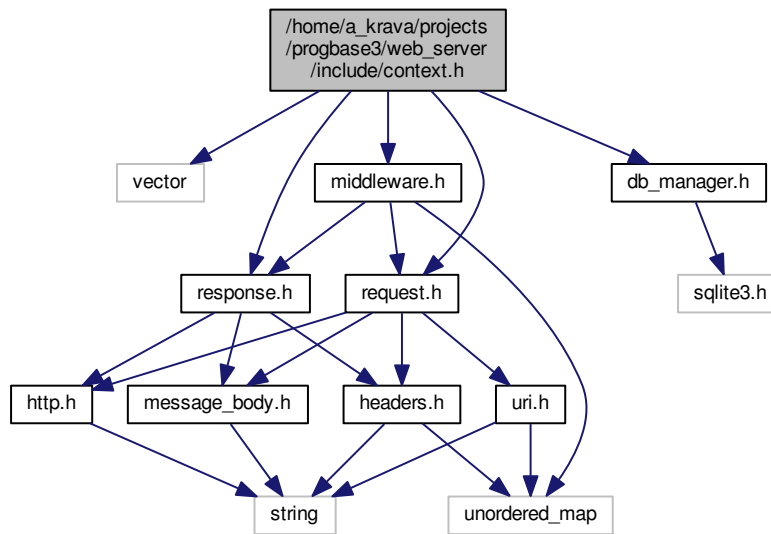 /home/a_krava/projects
/progbase3/web_server
/include/context.h
vector
middleware.h
db_manager.h
response.h
request.h
sqlite3.h
http.h
message_body.h
headers.h
uri.h
string
unordered_map